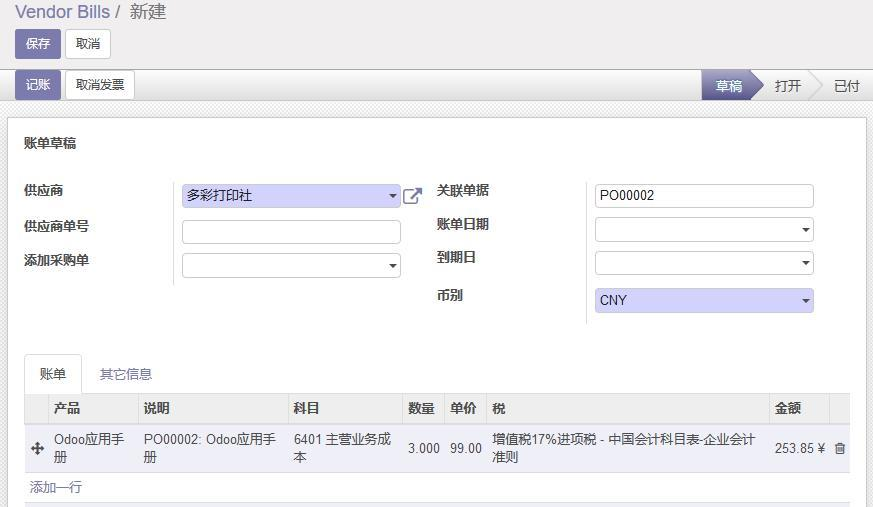 Vendor Bills / 新建
保存 取消
记账 取消发票 草稿 打开 已付
账单草稿
供应商 多彩打印社 关联单据 PO00002
供应商单号 账单日期
添加采购单 到期日
币别 CNY
账单 其它信息
产品 说明 科目 数量 单价 税 金额
Odoo应用手册 PO00002: Odoo应用手册 6401 主营业务成本 3.000 99.00 增值税17%进项税 - 中国会计科目表-企业会计准则 253.85 ¥
添加一行